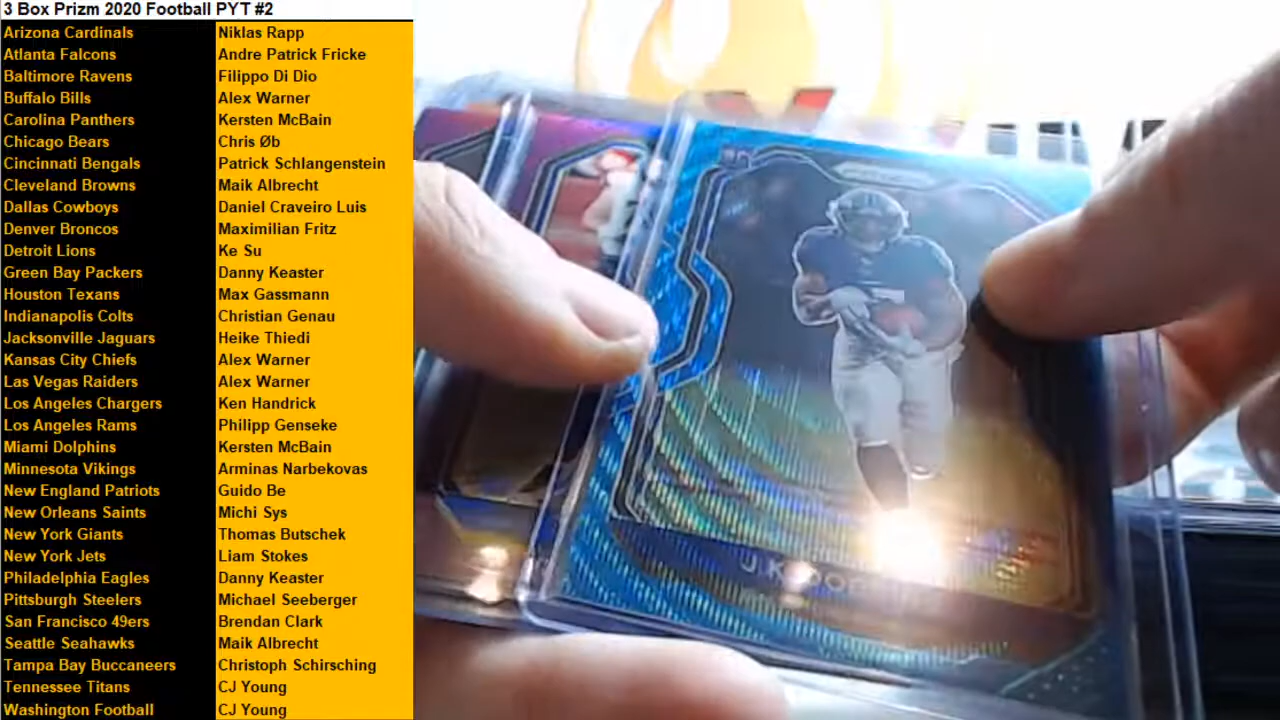 3 Box Prizm 2020 Football PYT #2
Arizona Cardinals Niklas Rapp
Atlanta Falcons Andre Patrick Fricke
Baltimore Ravens Filippo Di Dio
Buffalo Bills Alex Warner
Carolina Panthers Kersten McBain
Chicago Bears Chris Øb
Cincinnati Bengals Patrick Schlangenstein
Cleveland Browns Maik Albrecht
Dallas Cowboys Daniel Craveiro Luis
Denver Broncos Maximilian Fritz
Detroit Lions Ke Su
Green Bay Packers Danny Keaster
Houston Texans Max Gassmann
Indianapolis Colts Christian Genau
Jacksonville Jaguars Heike Thiedi
Kansas City Chiefs Alex Warner
Las Vegas Raiders Alex Warner
Los Angeles Chargers Ken Handrick
Los Angeles Rams Philipp Genseke
Miami Dolphins Kersten McBain
Minnesota Vikings Arminas Narbekovas
New England Patriots Guido Be
New Orleans Saints Michi Sys
New York Giants Thomas Butschek
New York Jets Liam Stokes
Philadelphia Eagles Danny Keaster
Pittsburgh Steelers Michael Seeberger
San Francisco 49ers Brendan Clark
Seattle Seahawks Maik Albrecht
Tampa Bay Buccaneers Christoph Schirsching
Tennessee Titans CJ Young
Washington Football CJ Young